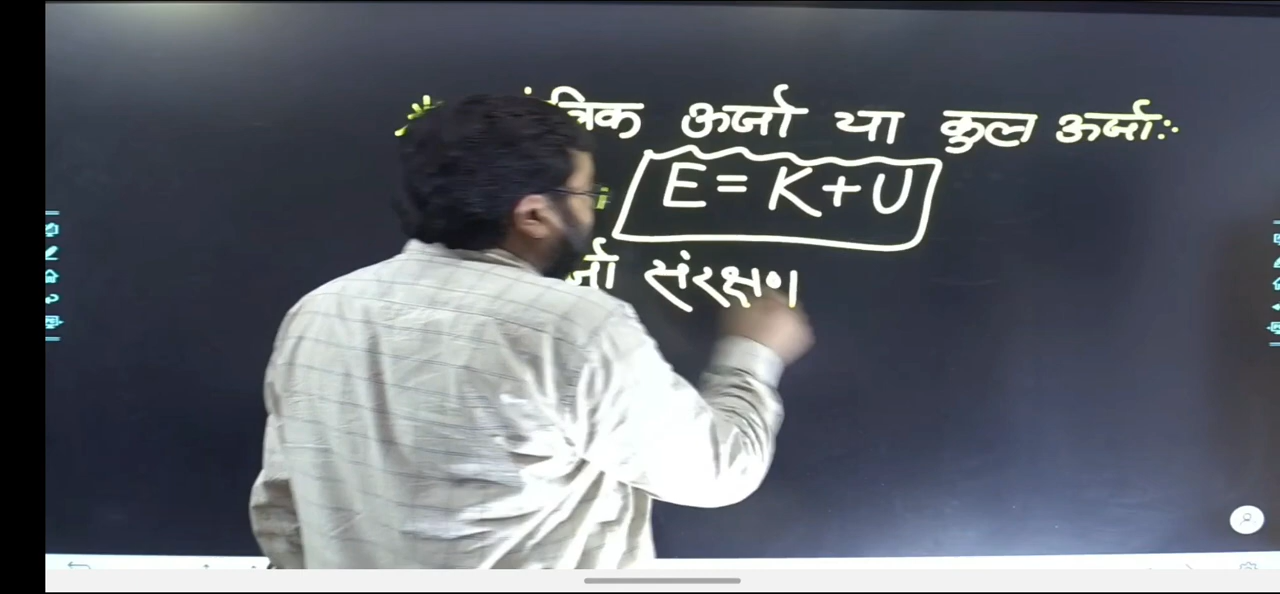 ऊर्जा या कुल ऊर्जा:
E = K + U
संरक्षण